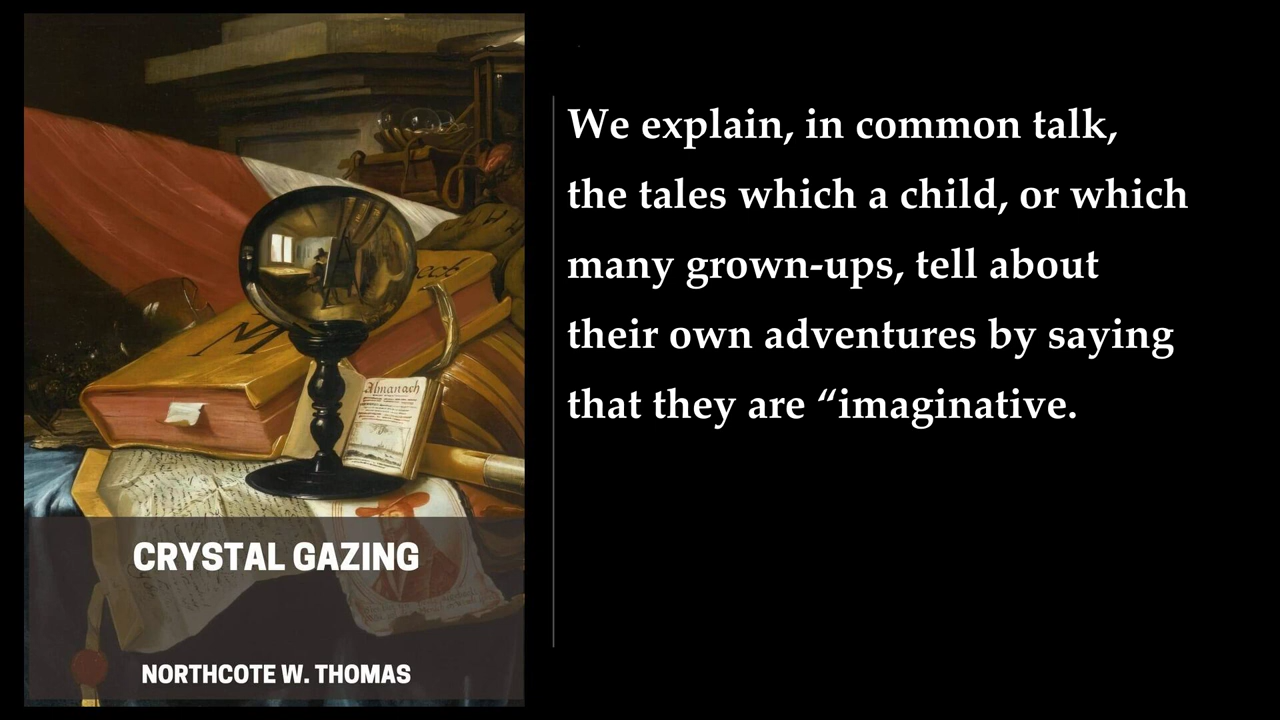 We explain, in common talk,
the tales which a child, or which
many grown-ups, tell about
their own adventures by saying
that they are “imaginative.
M
Almanach
CRYSTAL GAZING
NORTHCOTE W. THOMAS